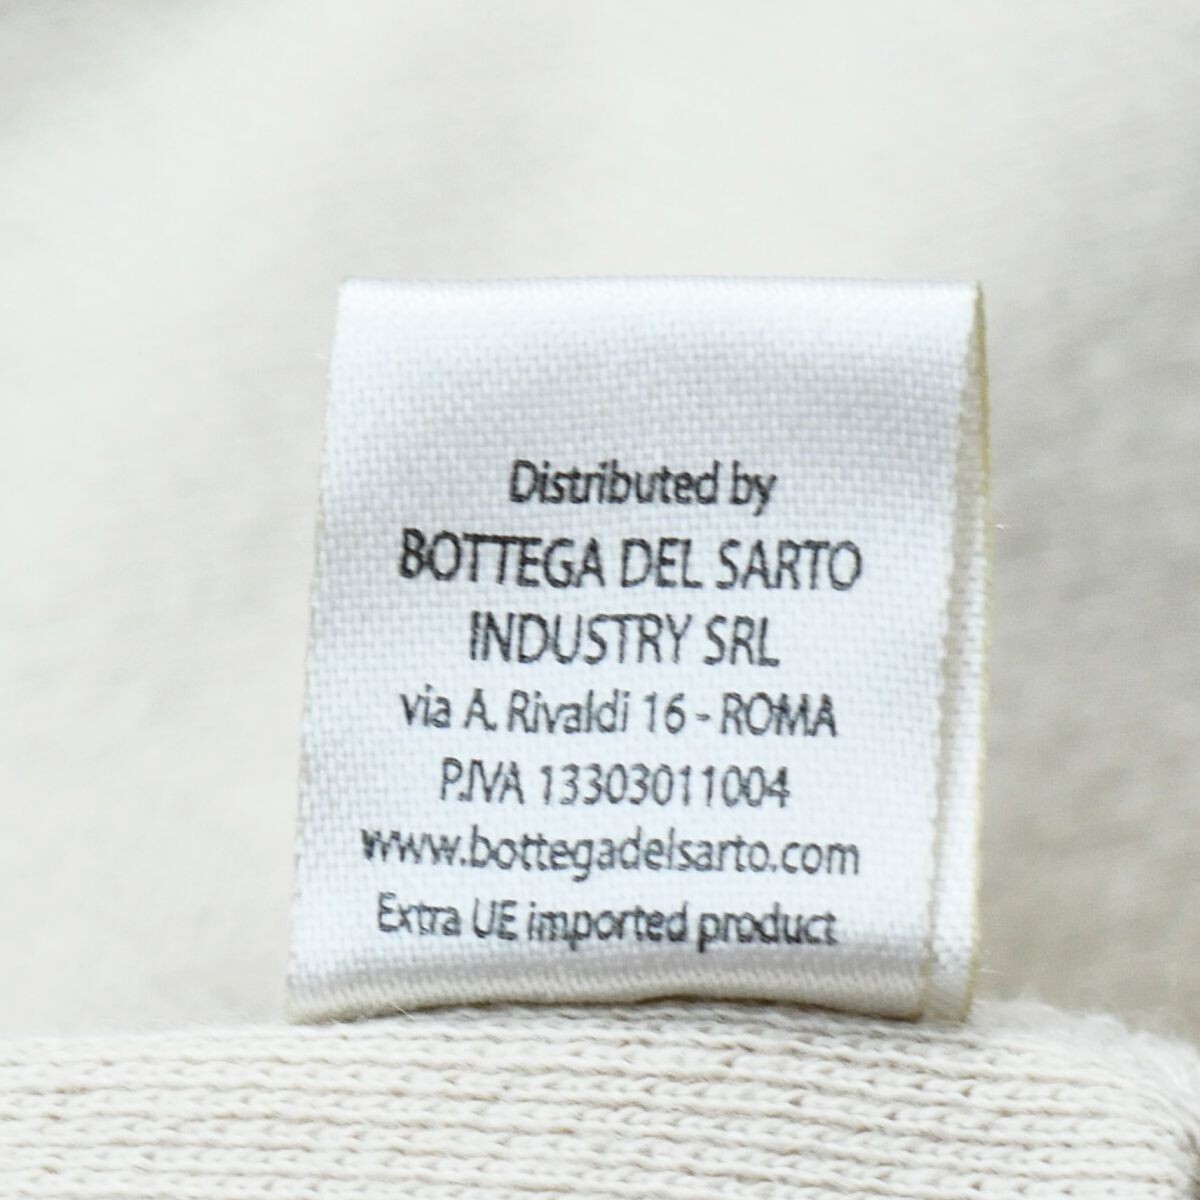 Distributed by
BOTTEGA DEL SARTO
INDUSTRY SRL
via A. Rivaldi 16 - ROMA
P.IVA 13303011004
www.bottegadelsarto.com
Extra UE imported product